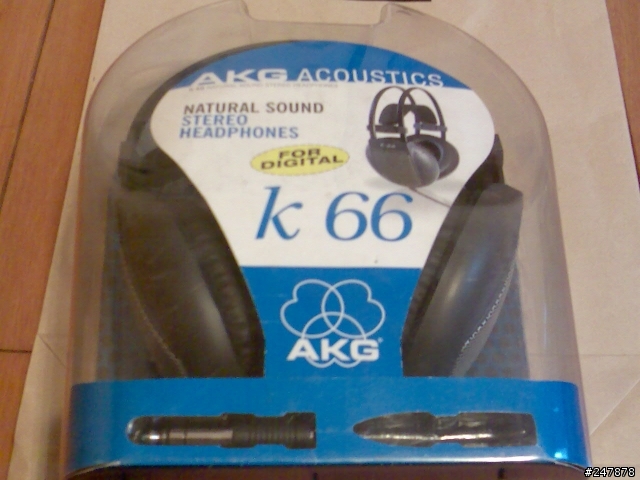 AKG ACOUSTICS
NATURAL SOUND
STEREO
HEADPHONES
FOR
DIGITAL
k 66
AKG
#247878